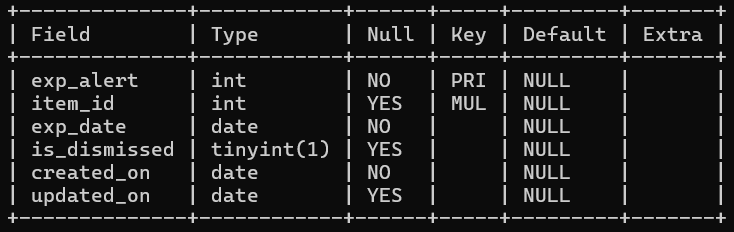 +--------------+------------+------+-----+---------+-------+
| Field        | Type       | Null | Key | Default | Extra |
+--------------+------------+------+-----+---------+-------+
| exp_alert    | int        | NO   | PRI | NULL    |       |
| item_id      | int        | YES  | MUL | NULL    |       |
| exp_date     | date       | NO   |     | NULL    |       |
| is_dismissed | tinyint(1) | YES  |     | NULL    |       |
| created_on   | date       | NO   |     | NULL    |       |
| updated_on   | date       | YES  |     | NULL    |       |
+--------------+------------+------+-----+---------+-------+